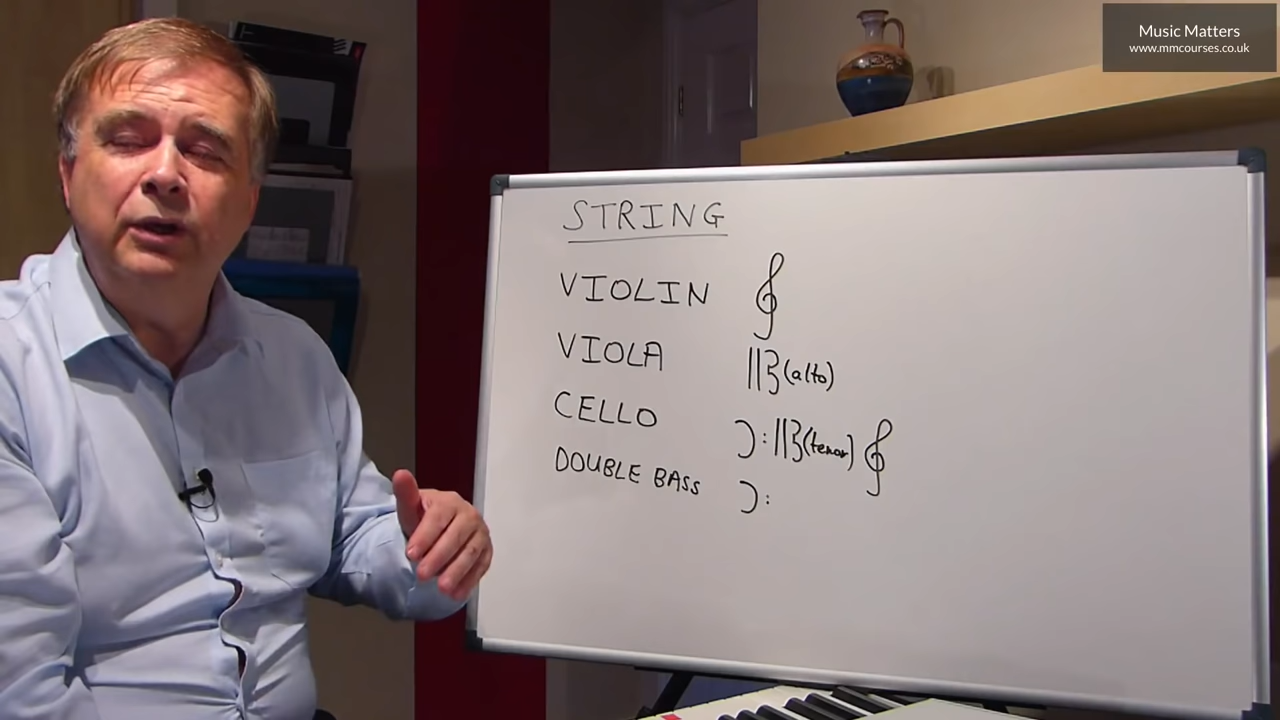 Music Matters
www.mmcourses.co.uk
STRING
VIOLIN
VIOLA (alto)
CELLO (tenor)
DOUBLE BASS